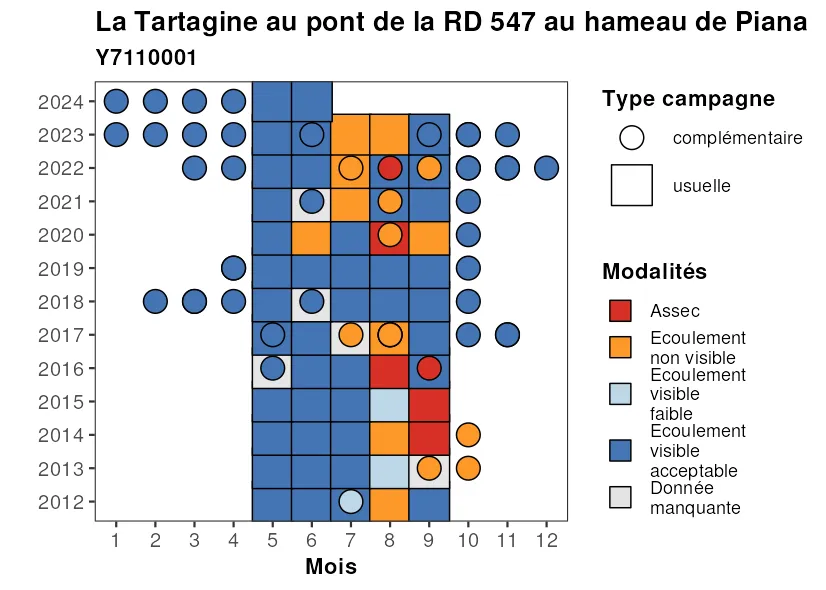 La Tartagine au pont de la RD 547 au hameau de Piana
Y7110001
2024
2023
2022
2021
2020
2019
2018
2017
2016
2015
2014
2013
2012
1 2 3 4 5 6 7 8 9 10 11 12
Mois
Type campagne
complémentaire
usuelle
Modalités
Assec
Ecoulement
non visible
Ecoulement
visible
faible
Ecoulement
visible
acceptable
Donnée
manquante